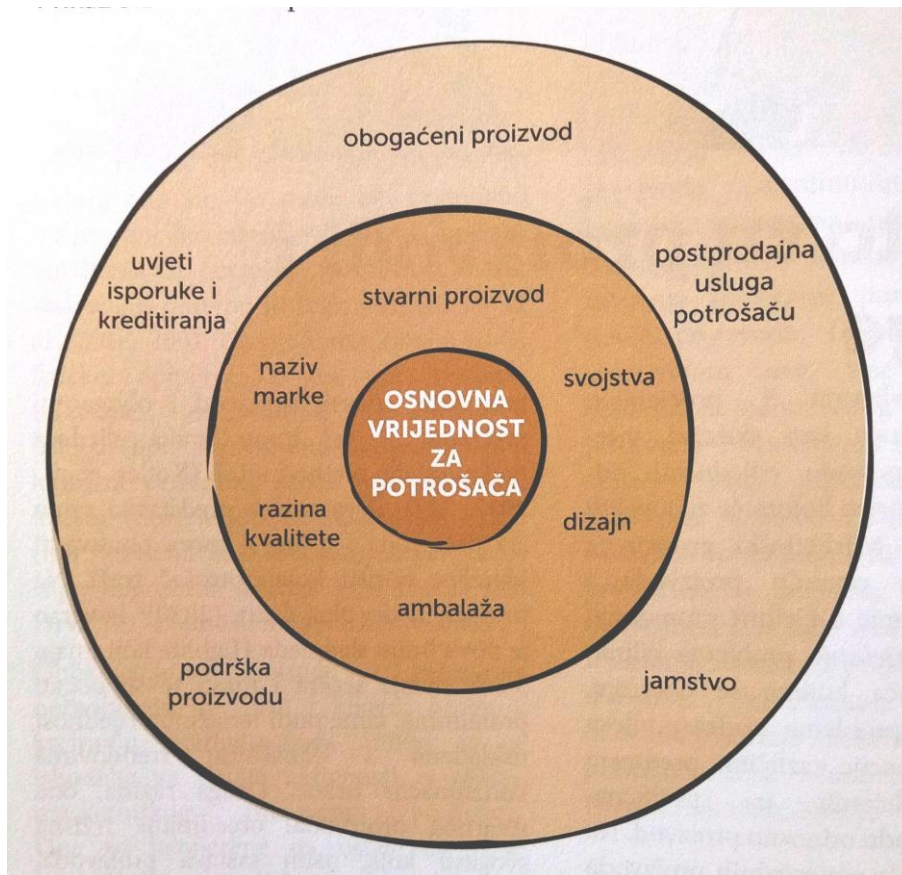 obogaćeni proizvod
uvjeti
isporuke i
kreditiranja
postprodajna
usluga
potrošaču
stvarni proizvod
naziv
marke
svojstva
OSNOVNA
VRIJEDNOST
ZA
POTROŠAČA
razina
kvalitete
dizajn
ambalaža
podrška
proizvodu
jamstvo